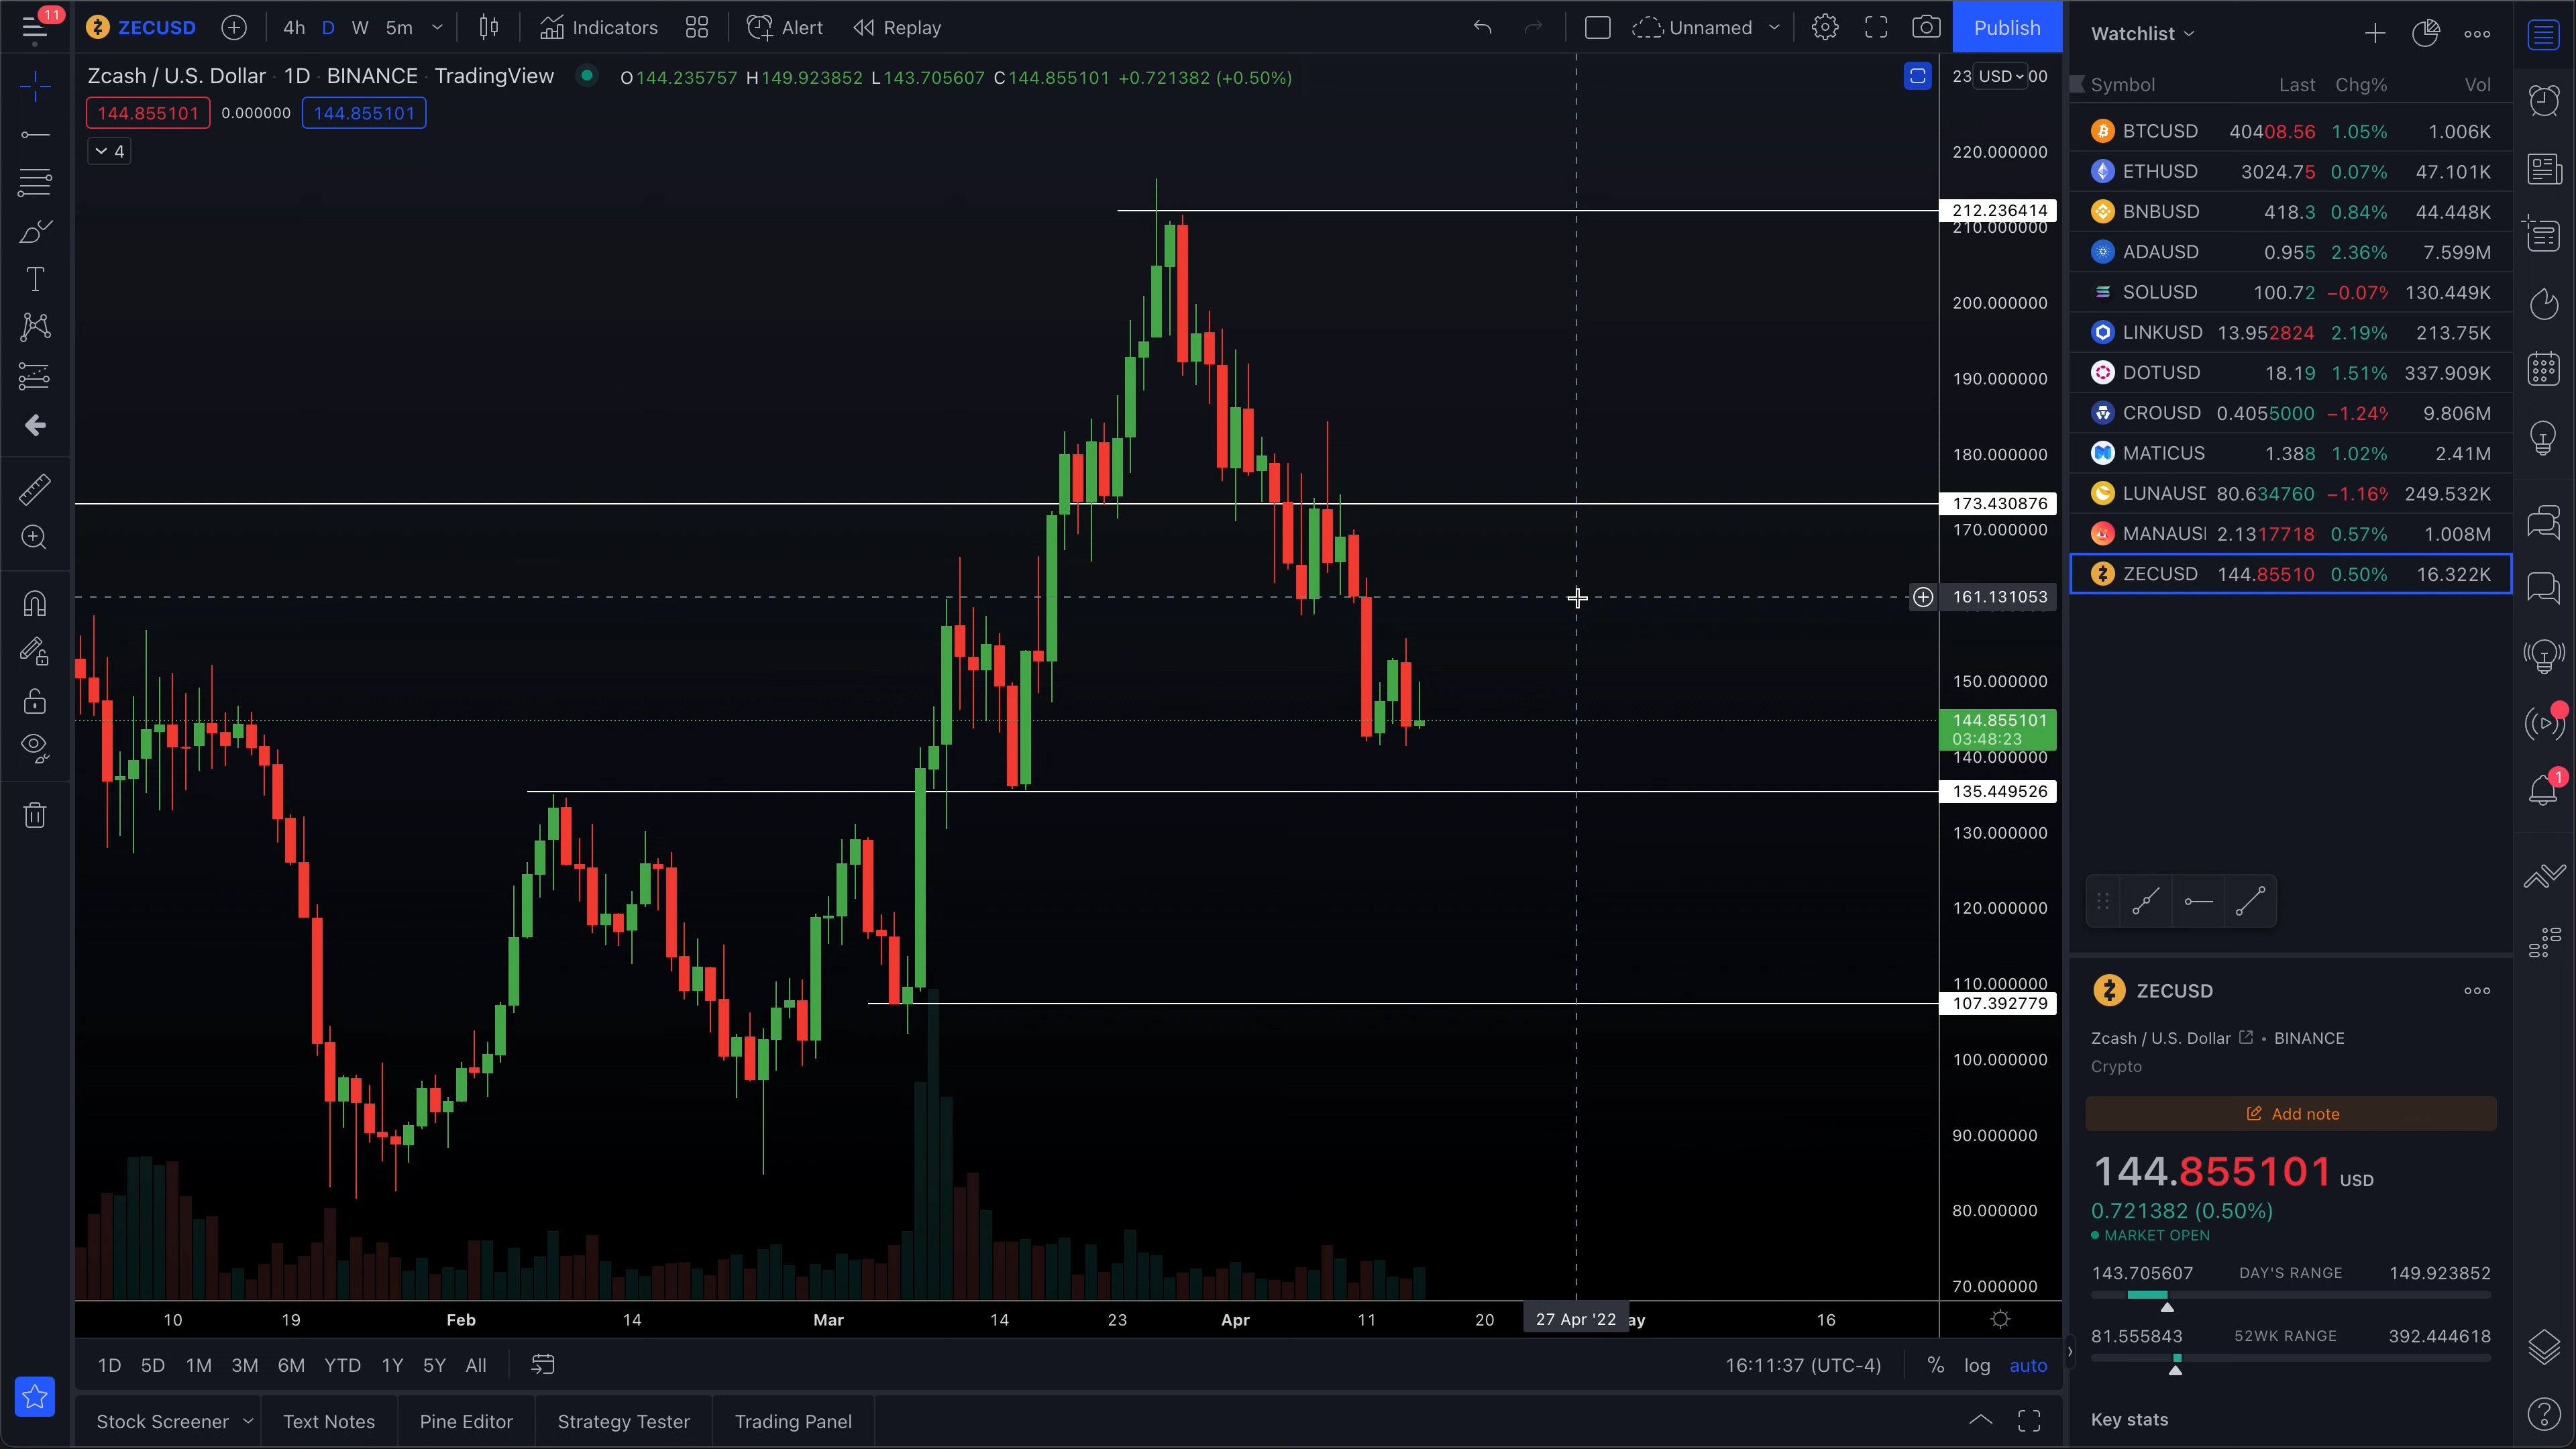 11
ZECUSD
4h D W 5m
Indicators
Alert
Replay
Unnamed
Publish
Zcash / U.S. Dollar · 1D · BINANCE · TradingView
O144.235757 H149.923852 L143.705607 C144.855101 +0.721382 (+0.50%)
144.855101 0.000000 144.855101
4
USD
220.000000
212.236414
210.000000
200.000000
190.000000
180.000000
173.430876
170.000000
161.131053
150.000000
144.855101
03:48:23
140.000000
135.449526
130.000000
120.000000
110.000000
107.392779
100.000000
90.000000
80.000000
70.000000
10 19 Feb 14 Mar 14 23 Apr 11 20 27 Apr '22 ay 16
1D 5D 1M 3M 6M YTD 1Y 5Y All
16:11:37 (UTC-4) % log auto
Stock Screener Text Notes Pine Editor Strategy Tester Trading Panel
Watchlist
Symbol Last Chg% Vol
BTCUSD 40408.56 1.05% 1.006K
ETHUSD 3024.75 0.07% 47.101K
BNBUSD 418.3 0.84% 44.448K
ADAUSD 0.955 2.36% 7.599M
SOLUSD 100.72 −0.07% 130.449K
LINKUSD 13.952824 2.19% 213.75K
DOTUSD 18.19 1.51% 337.909K
CROUSD 0.4055000 −1.24% 9.806M
MATICUS 1.388 1.02% 2.41M
LUNAUSD 80.634760 −1.16% 249.532K
MANAUSD 2.1317718 0.57% 1.008M
ZECUSD 144.85510 0.50% 16.322K
1
ZECUSD
Zcash / U.S. Dollar • BINANCE
Crypto
Add note
144.855101 USD
0.721382 (0.50%)
MARKET OPEN
143.705607 DAY'S RANGE 149.923852
81.555843 52WK RANGE 392.444618
Key stats